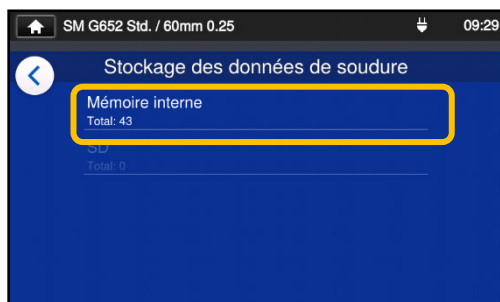 SM G652 Std. / 60mm 0.25 09:29
Stockage des données de soudure
Mémoire interne
Total: 43
SD
Total: 0